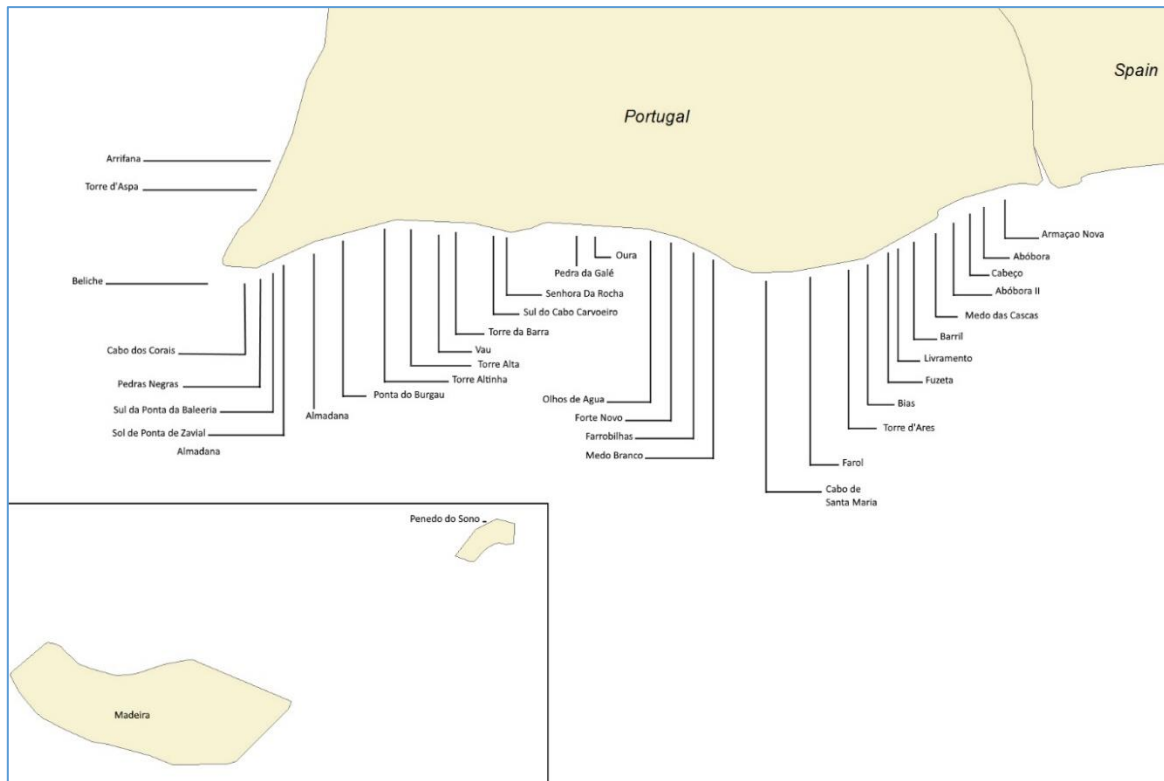 Spain
Portugal
Arrifana
Torre d'Aspa
Armaçao Nova
Oura
Abóbora
Pedra da Galé
Cabeço
Beliche
Senhora Da Rocha
Abóbora II
Sul do Cabo Carvoeiro
Medo das Cascas
Torre da Barra
Barril
Cabo dos Corais
Vau
Livramento
Torre Alta
Pedras Negras
Torre Altinha
Fuzeta
Ponta do Burgau
Olhos de Agua
Bias
Sul da Ponta da Baleeria
Almadana
Forte Novo
Torre d'Ares
Sol de Ponta de Zavial
Farrobilhas
Almadana
Medo Branco
Farol
Cabo de
Santa Maria
Penedo do Sono
Madeira